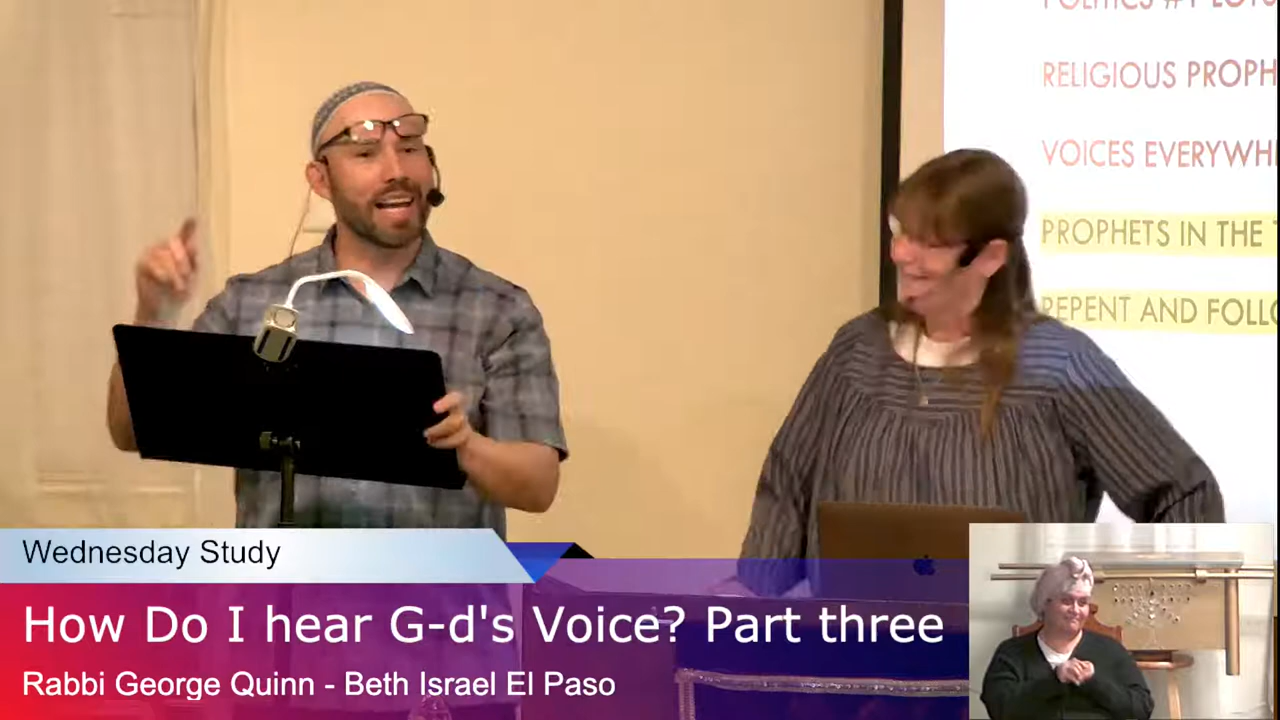 RELIGIOUS PROPH
VOICES EVERYWH
PROPHETS IN THE
REPENT AND FOLLO
Wednesday Study
How Do I hear G-d's Voice? Part three
Rabbi George Quinn - Beth Israel El Paso